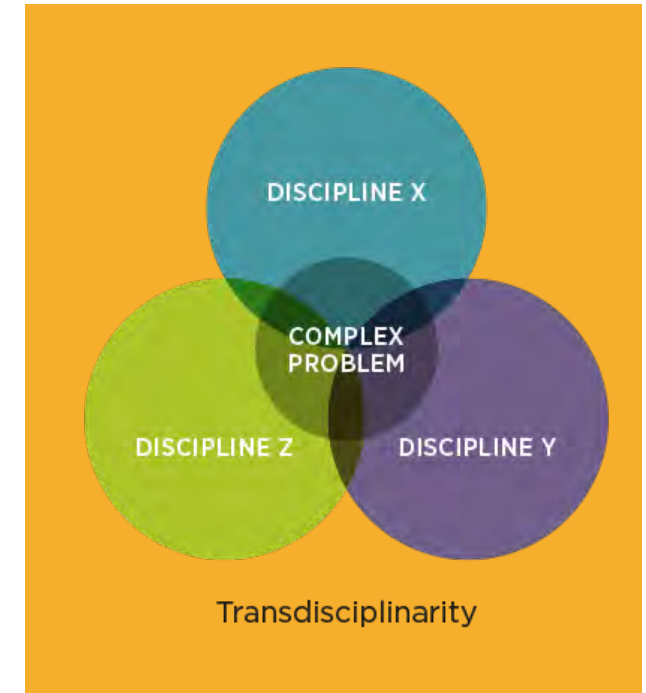 DISCIPLINE X
COMPLEX
PROBLEM
DISCIPLINE Z
DISCIPLINE Y
Transdisciplinarity